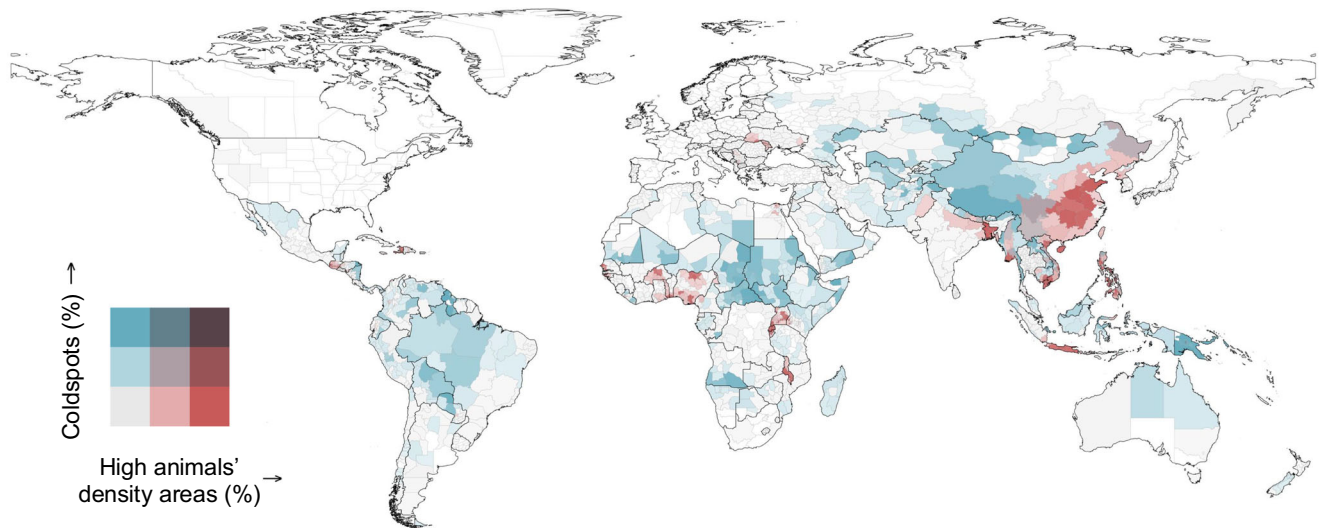 Coldspots (%) →
High animals’
density areas (%) →